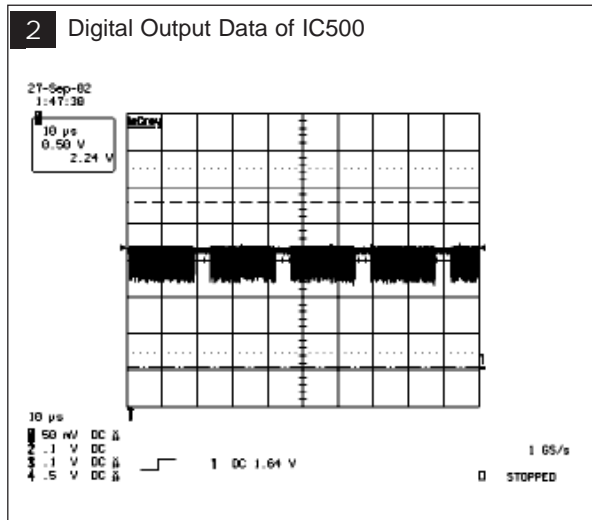 2 Digital Output Data of IC500
27-Sep-02
1:47:38
10 µs
0.50 V
2.24 V
LeCroy
10 µs
1 50 mV DC
2 .1 V DC
3 .1 V DC
4 .5 V DC
1 DC 1.64 V
1
1 GS/s
STOPPED